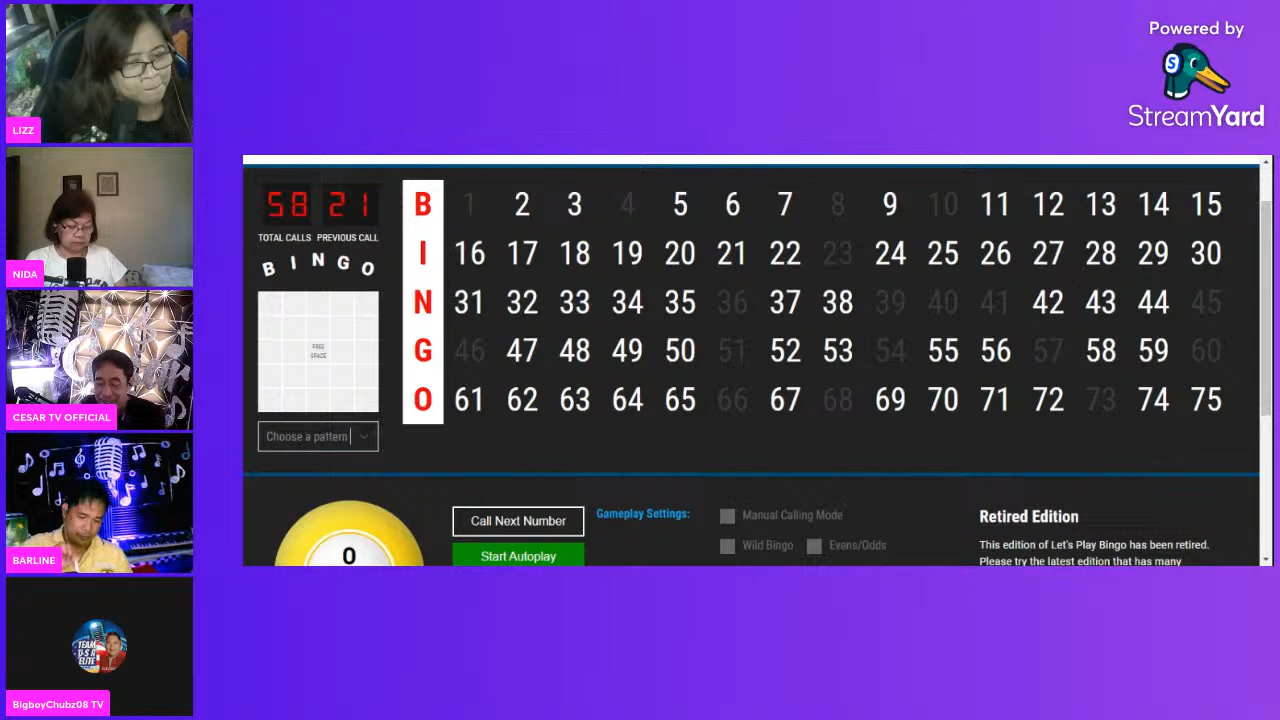 Powered by
StreamYard
LIZZ
NIDA
CESAR TV OFFICIAL
BARLINE
TEAM
U-S A
ELITE
BigboyChubz08 TV
58 21
TOTAL CALLS PREVIOUS CALL
B I N G O
FREE
SPACE
Choose a pattern
B 1 2 3 4 5 6 7 8 9 10 11 12 13 14 15
I 16 17 18 19 20 21 22 23 24 25 26 27 28 29 30
N 31 32 33 34 35 36 37 38 39 40 41 42 43 44 45
G 46 47 48 49 50 51 52 53 54 55 56 57 58 59 60
O 61 62 63 64 65 66 67 68 69 70 71 72 73 74 75
0
Call Next Number
Start Autoplay
Gameplay Settings:
Manual Calling Mode
Wild Bingo
Evens/Odds
Retired Edition
This edition of Let's Play Bingo has been retired.
Please try the latest edition that has many